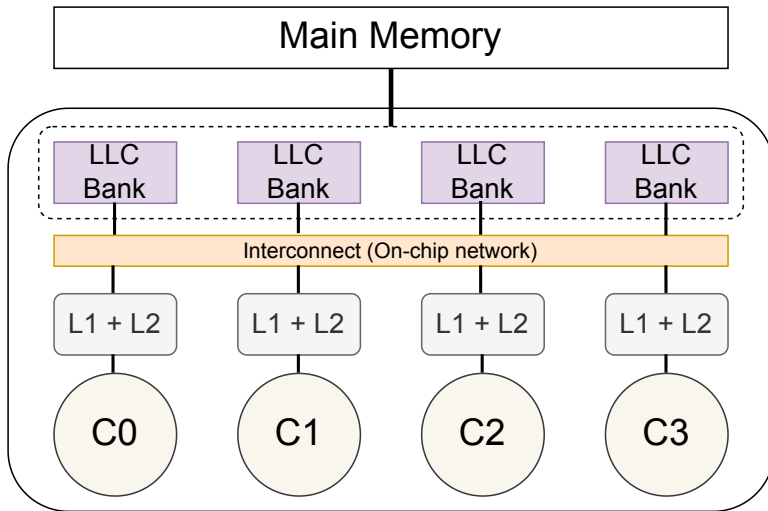 Main Memory
LLC
Bank
LLC
Bank
LLC
Bank
LLC
Bank
Interconnect (On-chip network)
L1 + L2
L1 + L2
L1 + L2
L1 + L2
C0
C1
C2
C3